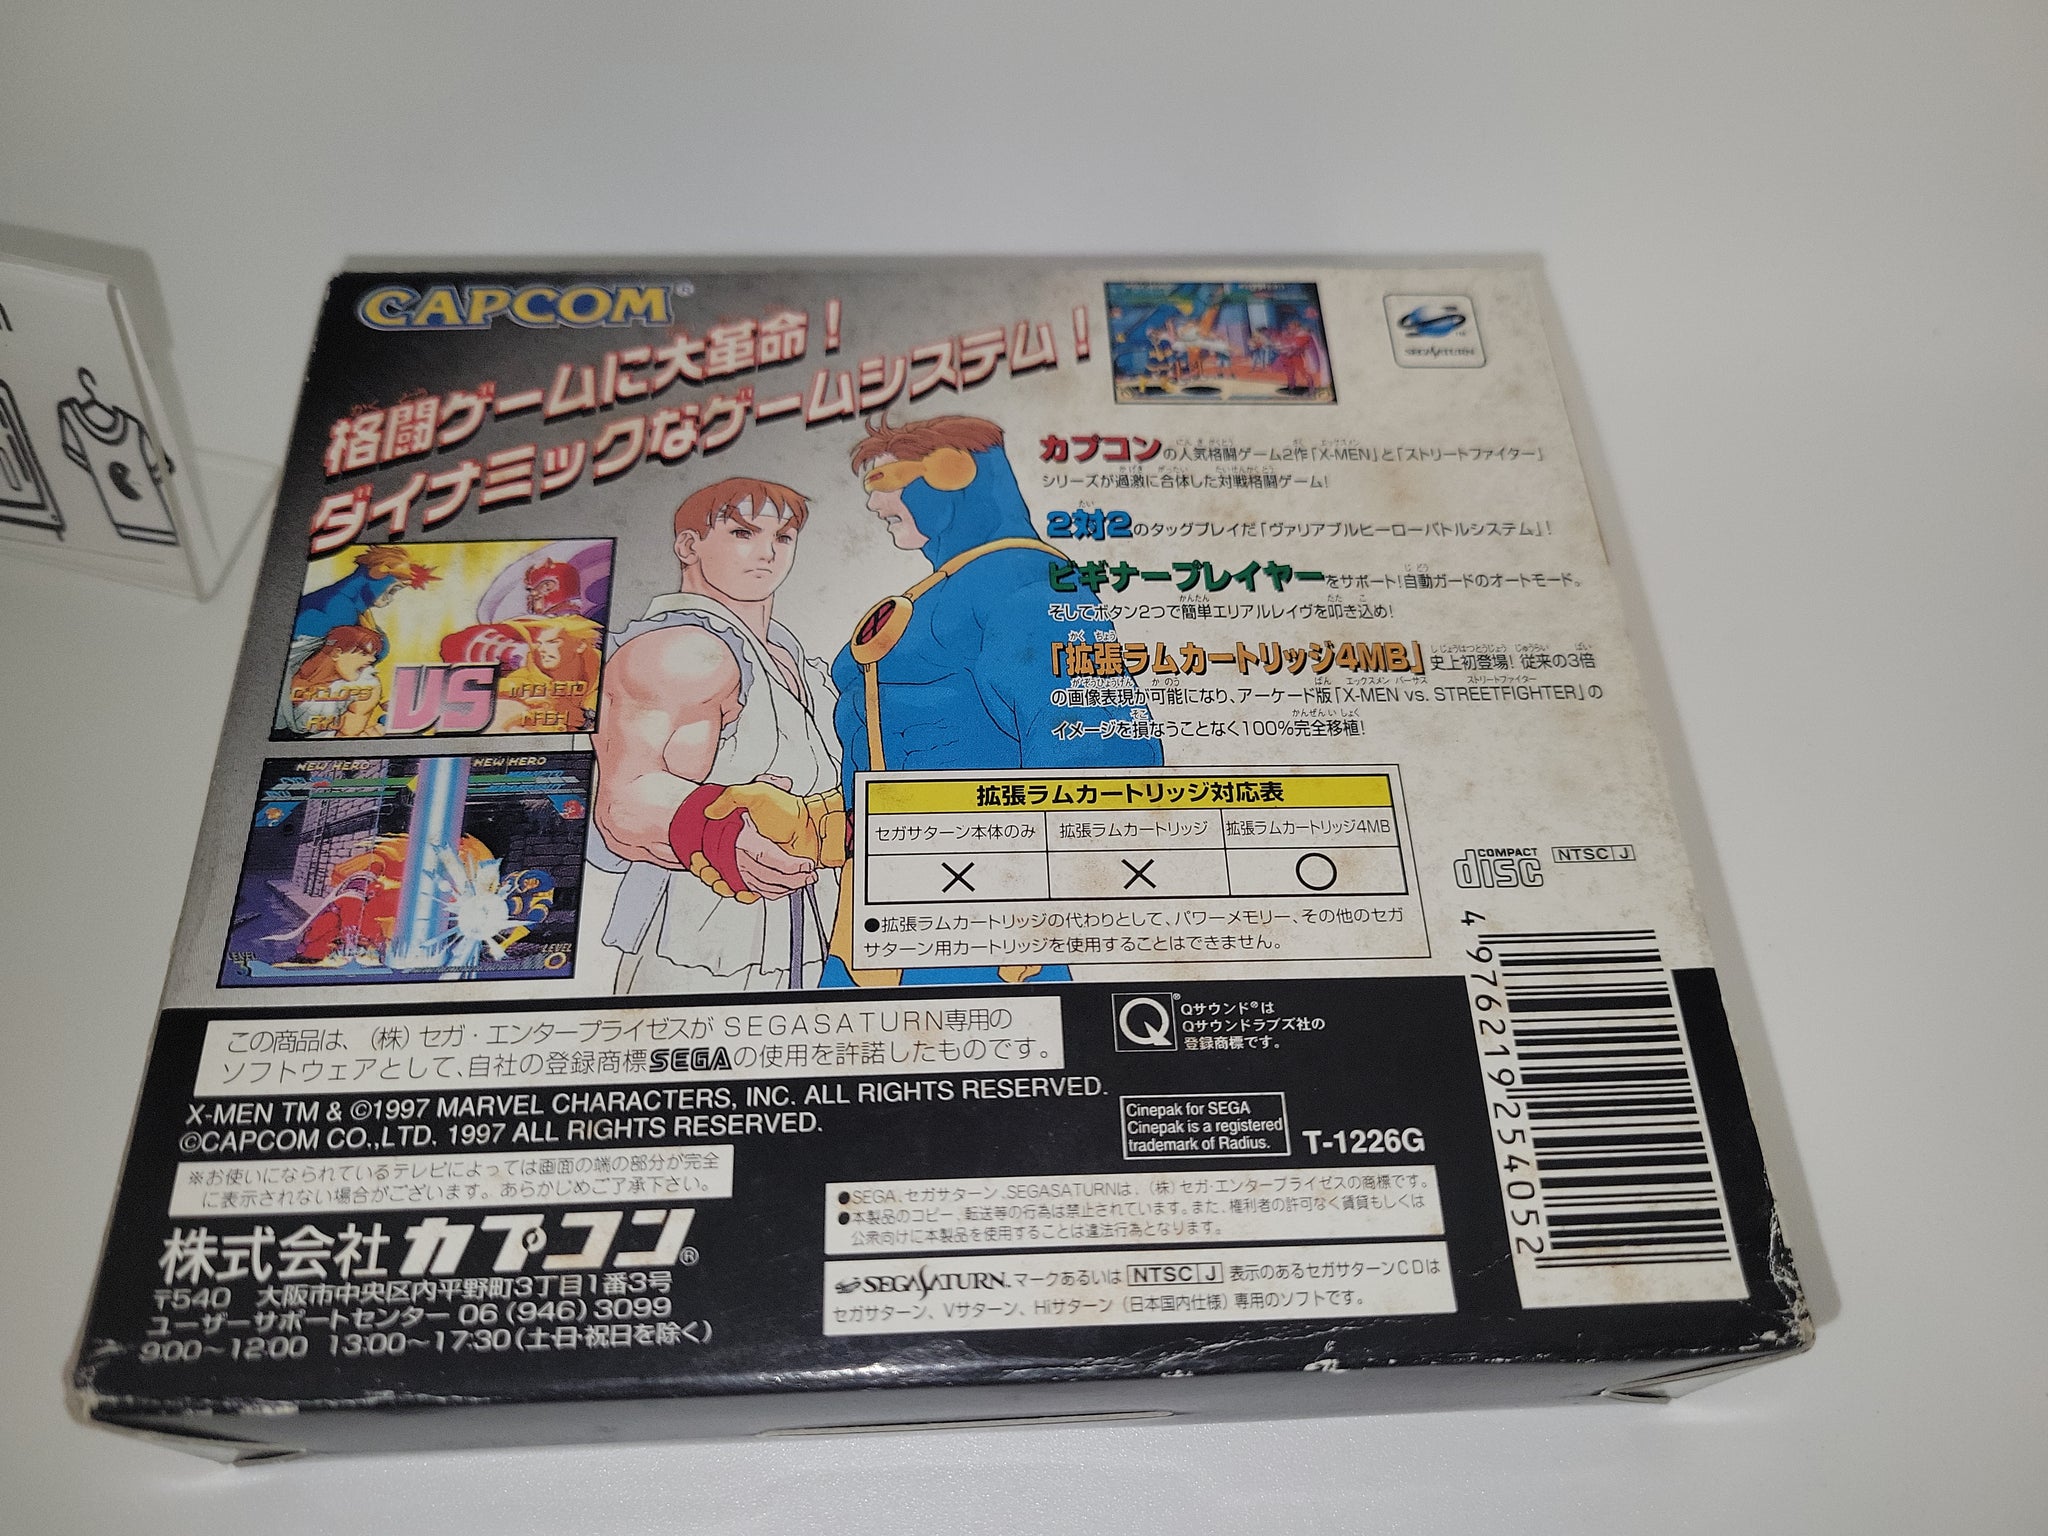 CAPCOM®
格闘ゲームに大革命！
ダイナミックなゲームシステム！
SEGA SATURN
カプコンの人気格闘ゲーム2作「X-MEN」と「ストリートファイター」
シリーズが過激に合体した対戦格闘ゲーム!
2対2のタッグプレイだ「ヴァリアブルヒーローバトルシステム」!
ビギナープレイヤーをサポート!自動ガードのオートモード。
そしてボタン2つで簡単エリアルレイヴを叩き込め!
「拡張ラムカートリッジ4MB」史上初登場! 従来の3倍
の画像表現が可能になり、アーケード版「X-MEN vs. STREETFIGHTER」の
イメージを損なうことなく100%完全移植!
CYCLOPS
RYU
VS
MAGNETO
NASH
NEW HERO
NEW HERO
LEVEL
3
LEVEL
0
拡張ラムカートリッジ対応表
セガサターン本体のみ 拡張ラムカートリッジ 拡張ラムカートリッジ4MB
× × ○
●拡張ラムカートリッジの代わりとして、パワーメモリー、その他のセガ
サターン用カートリッジを使用することはできません。
COMPACT
disc
NTSC J
4976219254052
この商品は、(株)セガ・エンタープライゼスがSEGASATURN専用の
ソフトウェアとして、自社の登録商標SEGAの使用を許諾したものです。
Q®
Qサウンド®は
Qサウンドラブズ社の
登録商標です。
X-MEN TM & ©1997 MARVEL CHARACTERS, INC. ALL RIGHTS RESERVED.
©CAPCOM CO.,LTD. 1997 ALL RIGHTS RESERVED.
Cinepak for SEGA
Cinepak is a registered
trademark of Radius.
T-1226G
※お使いになられているテレビによっては画面の端の部分が完全
に表示されない場合がございます。あらかじめご了承下さい。
株式会社カプコン®
〒540 大阪市中央区内平野町3丁目1番3号
ユーザーサポートセンター 06 (946) 3099
9:00〜12:00 13:00〜17:30(土・日・祝日を除く)
●SEGA、セガサターン、SEGASATURNは、(株)セガ・エンタープライゼスの商標です。
●本製品のコピー、転送等の行為は禁止されています。また、権利者の許可なく賃貸もしくは
公衆向けに本製品を使用することは違法行為となります。
SEGASATURN™マークあるいは NTSC J 表示のあるセガサターンCDは
セガサターン、Vサターン、Hiサターン(日本国内仕様)専用のソフトです。